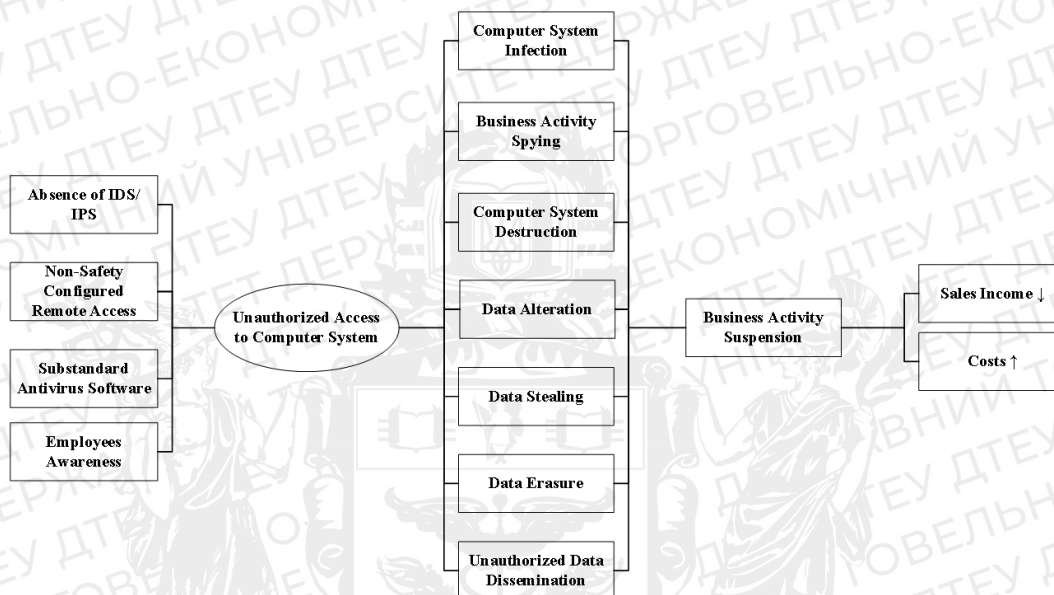 Absence of IDS/
IPS
Non-Safety
Configured
Remote Access
Substandard
Antivirus Software
Employees
Awareness
Unauthorized Access
to Computer System
Computer System
Infection
Business Activity
Spying
Computer System
Destruction
Data Alteration
Data Stealing
Data Erasure
Unauthorized Data
Dissemination
Business Activity
Suspension
Sales Income ↓
Costs ↑